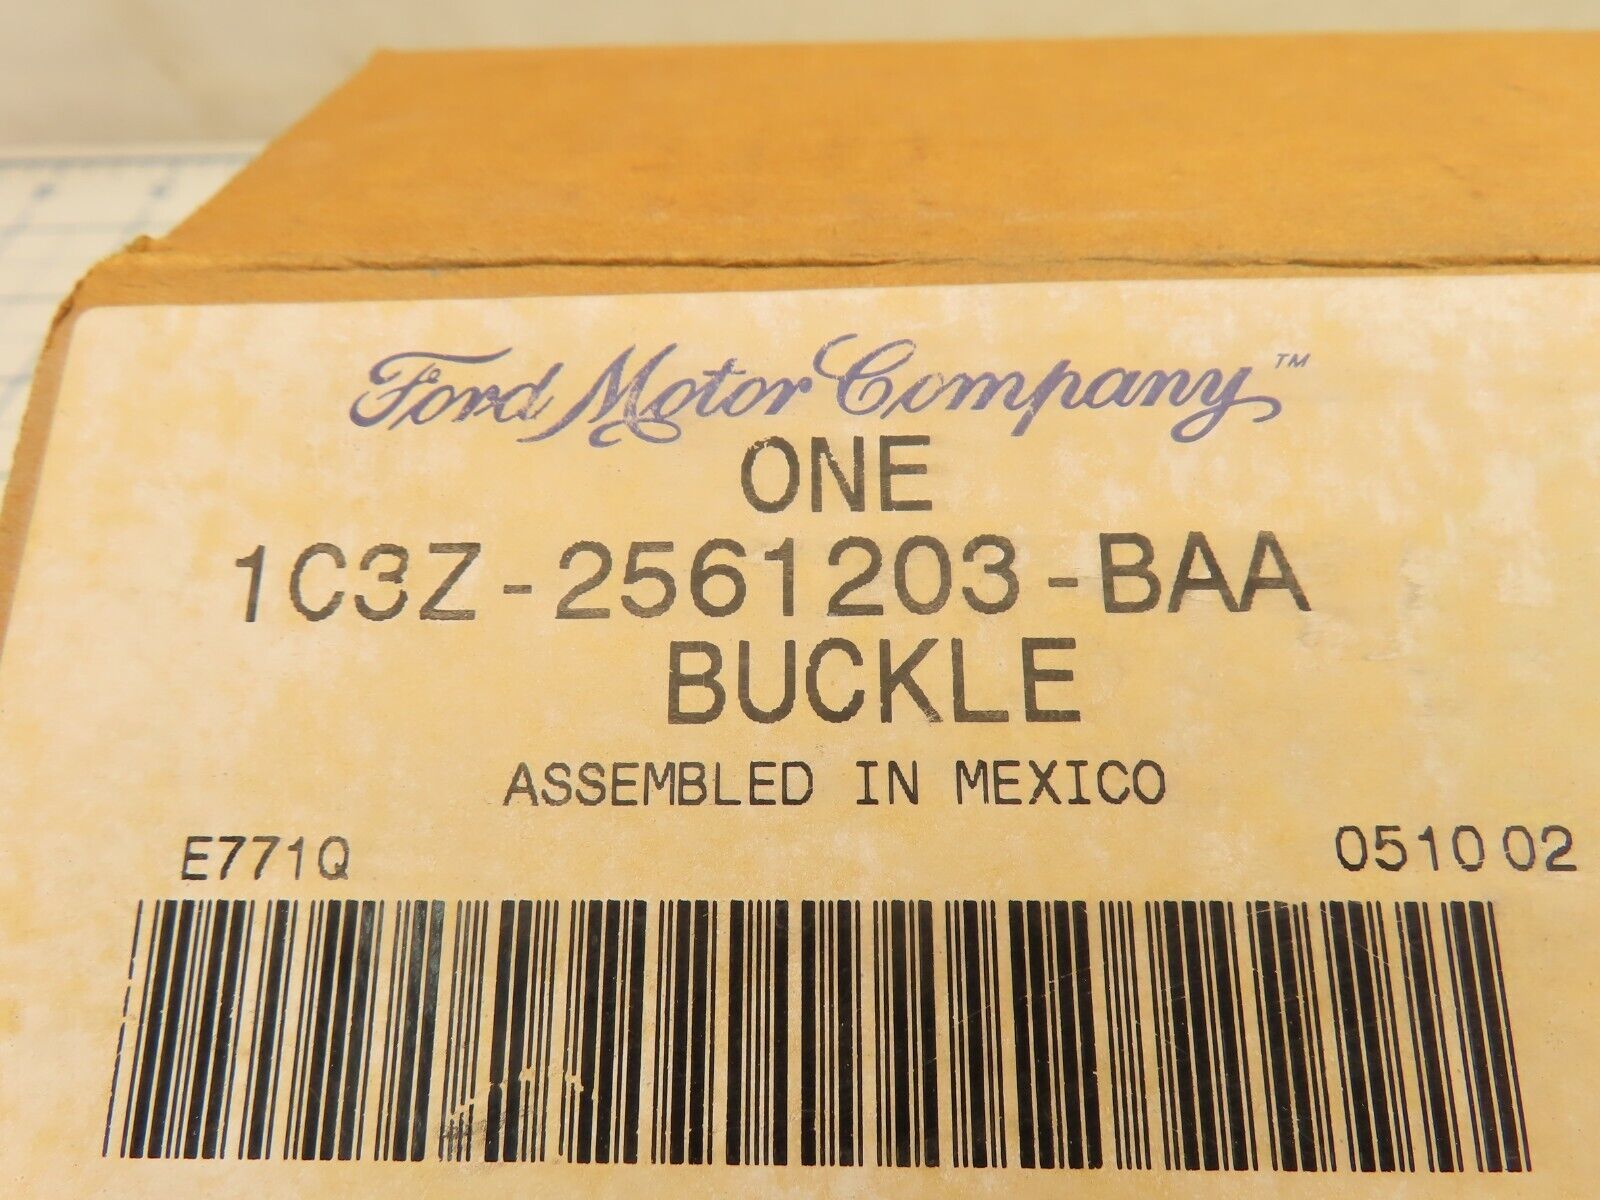 Ford Motor Company™
ONE
1C3Z-2561203-BAA
BUCKLE
ASSEMBLED IN MEXICO
E771Q 0510 02